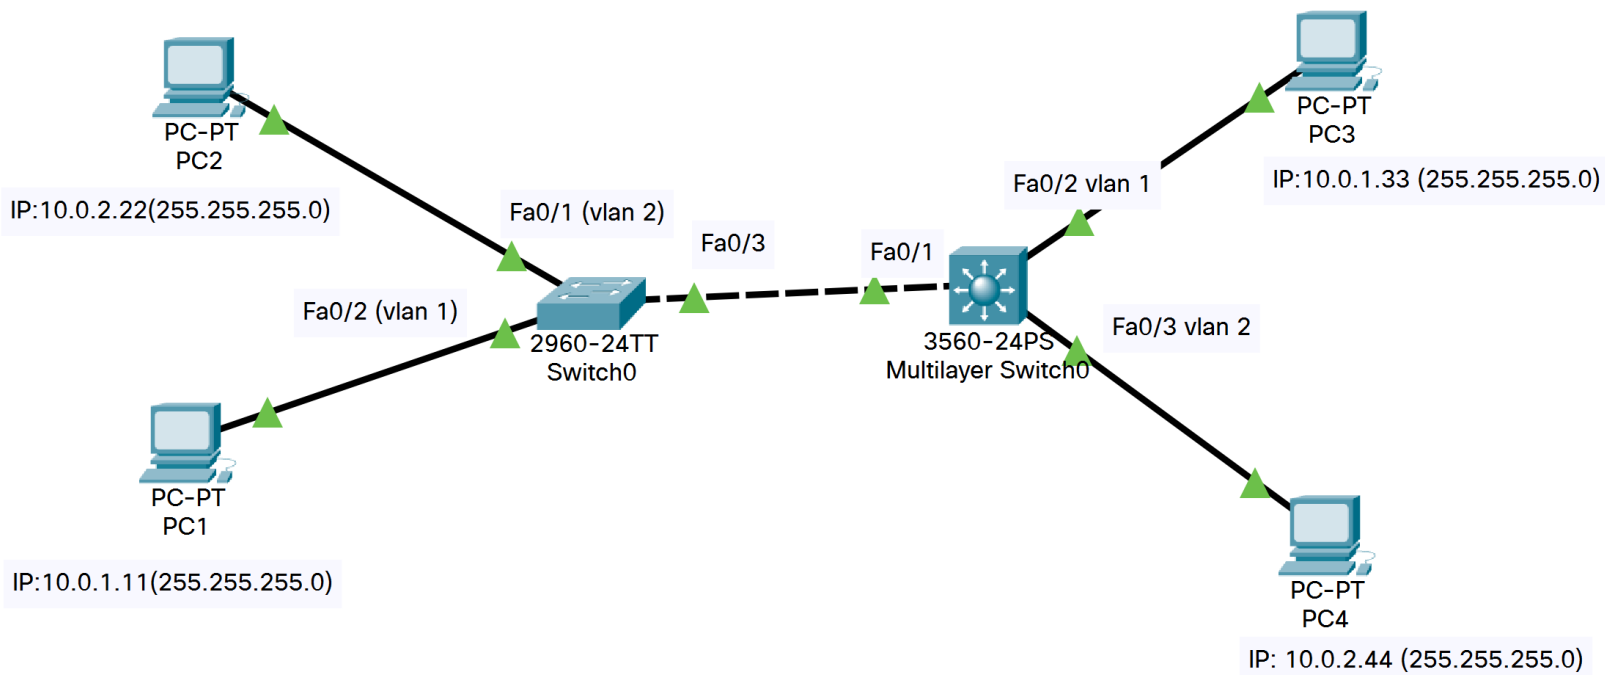 PC-PT
PC2
IP:10.0.2.22(255.255.255.0)
Fa0/1 (vlan 2)
Fa0/2 (vlan 1)
Fa0/3
2960-24TT
Switch0
PC-PT
PC1
IP:10.0.1.11(255.255.255.0)
PC-PT
PC3
IP:10.0.1.33 (255.255.255.0)
Fa0/2 vlan 1
Fa0/1
3560-24PS
Multilayer Switch0
Fa0/3 vlan 2
PC-PT
PC4
IP: 10.0.2.44 (255.255.255.0)